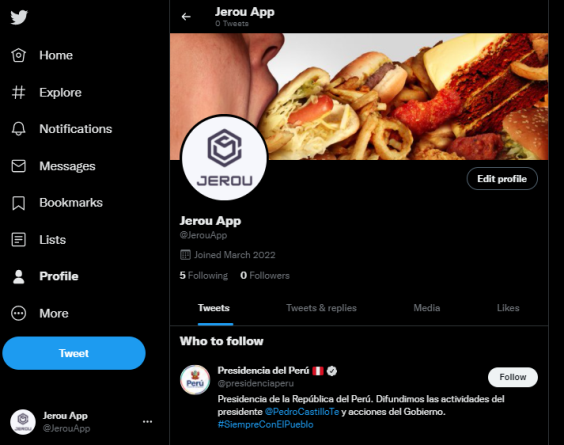 Jerou App
0 Tweets
Home
Explore
Notifications
Messages
Bookmarks
Lists
Profile
More
Tweet
Jerou App
@JerouApp
JEROU
Edit profile
Jerou App
@JerouApp
Joined March 2022
5 Following 0 Followers
Tweets Tweets & replies Media Likes
Who to follow
Perú
Presidencia del Perú
@presidenciaperu
Follow
Presidencia de la República del Perú. Difundimos las actividades del
presidente @PedroCastilloTe y acciones del Gobierno.
#SiempreConElPueblo